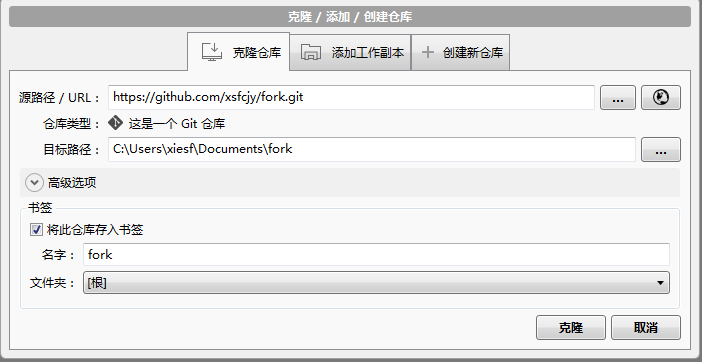 克隆 / 添加 / 创建仓库
克隆仓库 添加工作副本 创建新仓库
源路径 / URL： https://github.com/xsfcjy/fork.git ...
仓库类型： 这是一个 Git 仓库
目标路径： C:\Users\xiesf\Documents\fork ...
高级选项
书签
将此仓库存入书签
名字： fork
文件夹： [根]
克隆 取消